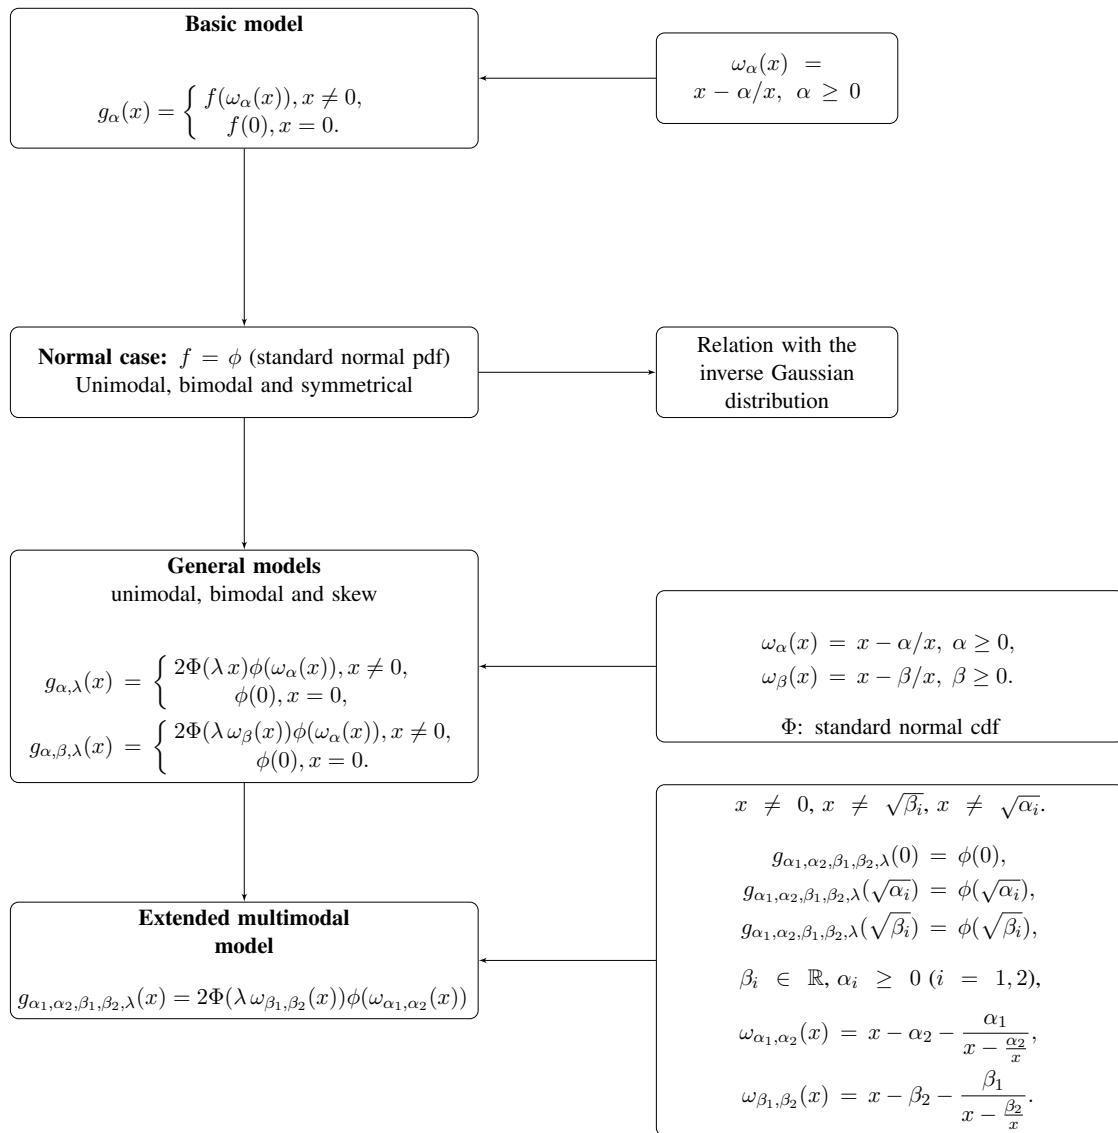 Basic model
g_α(x) = { f(ω_α(x)), x ≠ 0,
f(0), x = 0.
ω_α(x) =
x − α/x, α ≥ 0
Normal case: f = ϕ (standard normal pdf)
Unimodal, bimodal and symmetrical
Relation with the
inverse Gaussian
distribution
General models
unimodal, bimodal and skew
g_{α,λ}(x) = { 2Φ(λ x)ϕ(ω_α(x)), x ≠ 0,
ϕ(0), x = 0,
g_{α,β,λ}(x) = { 2Φ(λ ω_β(x))ϕ(ω_α(x)), x ≠ 0,
ϕ(0), x = 0.
ω_α(x) = x − α/x, α ≥ 0,
ω_β(x) = x − β/x, β ≥ 0.
Φ: standard normal cdf
Extended multimodal
model
g_{α₁,α₂,β₁,β₂,λ}(x) = 2Φ(λ ω_{β₁,β₂}(x))ϕ(ω_{α₁,α₂}(x))
x ≠ 0, x ≠ √β_i, x ≠ √α_i.
g_{α₁,α₂,β₁,β₂,λ}(0) = ϕ(0),
g_{α₁,α₂,β₁,β₂,λ}(√α_i) = ϕ(√α_i),
g_{α₁,α₂,β₁,β₂,λ}(√β_i) = ϕ(√β_i),
β_i ∈ ℝ, α_i ≥ 0 (i = 1, 2),
ω_{α₁,α₂}(x) = x − α₂ − α₁/(x − α₂/x),
ω_{β₁,β₂}(x) = x − β₂ − β₁/(x − β₂/x).